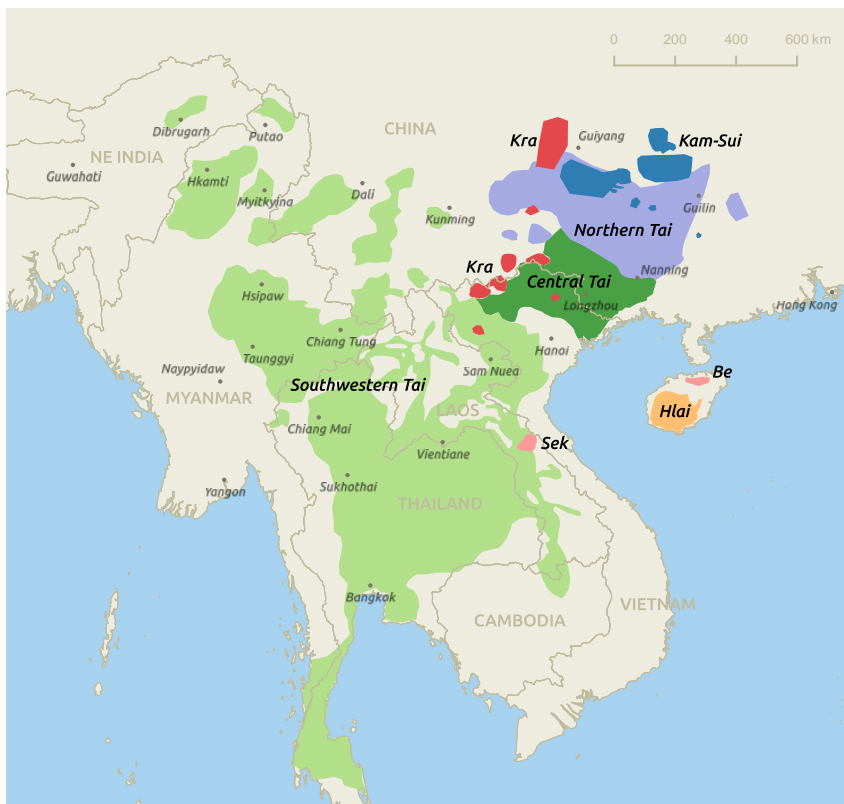 0 200 400 600 km
Dibrugarh
Putao
CHINA
Kra
Guiyang
Kam-Sui
NE INDIA
Guwahati
Hkamti
Myitkyina
Dali
Kunming
Guilin
Northern Tai
Kra
Nanning
Central Tai
Hsipaw
Longzhou
Hong Kong
Chiang Tung
Hanoi
Taunggyi
Naypyidaw
Sam Nuea
Be
Southwestern Tai
MYANMAR
LAOS
Hlai
Chiang Mai
Sek
Vientiane
Yangon
Sukhothai
THAILAND
Bangkok
VIETNAM
CAMBODIA